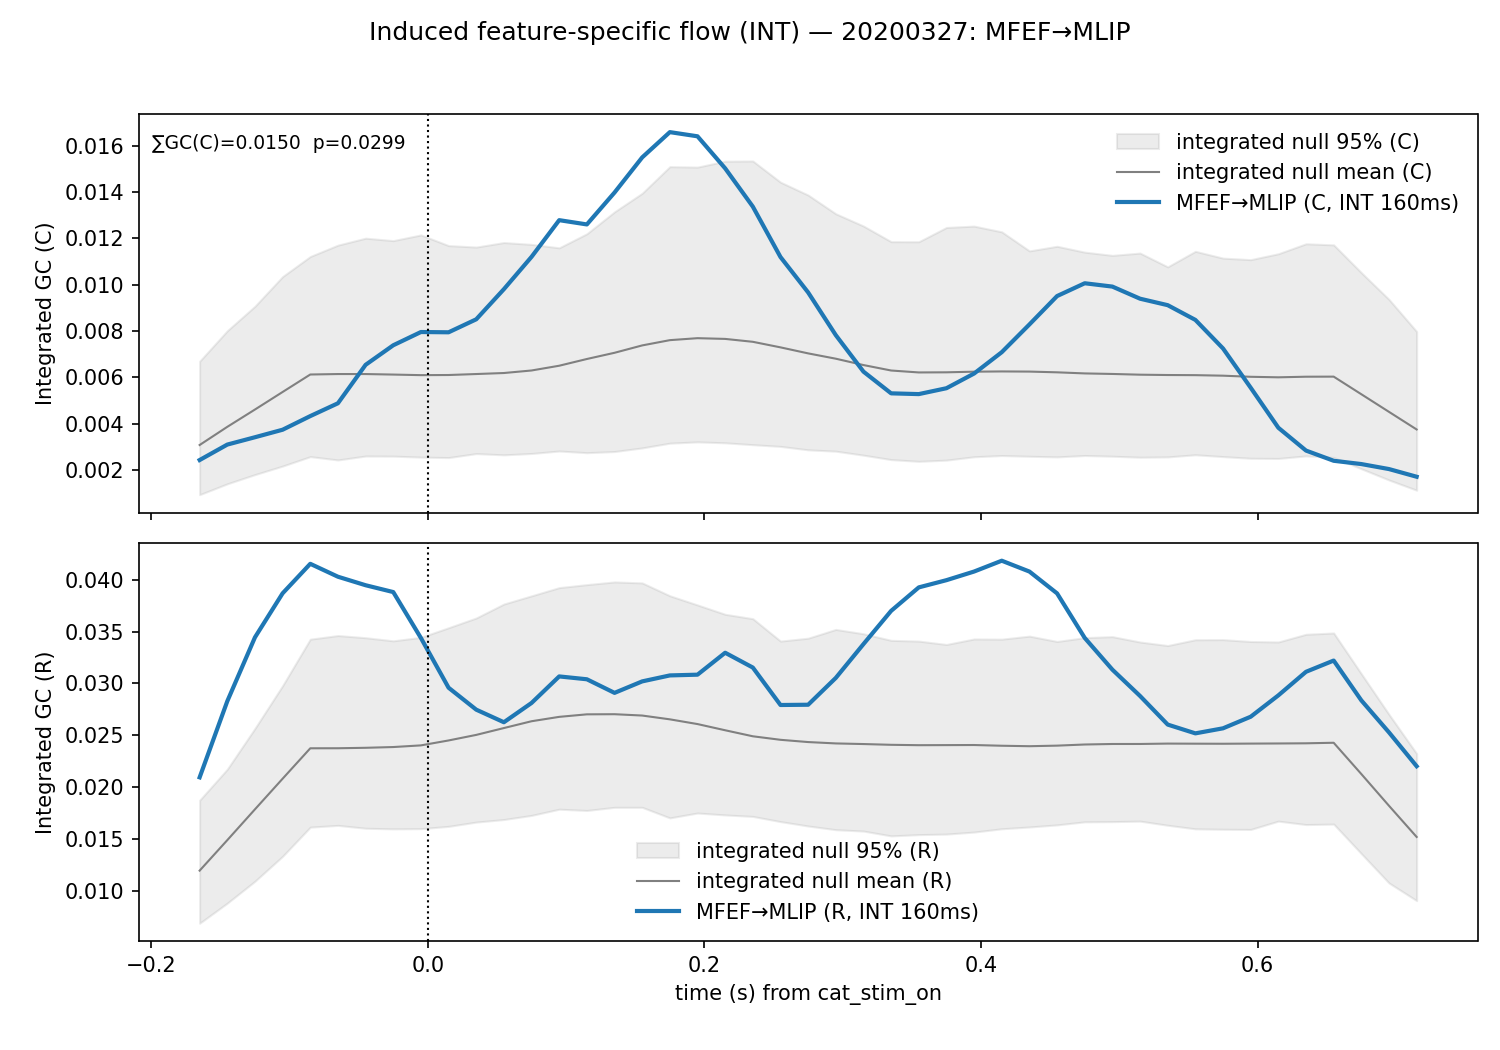 Induced feature-specific flow (INT) — 20200327: MFEF→MLIP
∑GC(C)=0.0150  p=0.0299
integrated null 95% (C)
integrated null mean (C)
MFEF→MLIP (C, INT 160ms)
Integrated GC (C)
0.016
0.014
0.012
0.010
0.008
0.006
0.004
0.002
Integrated GC (R)
0.040
0.035
0.030
0.025
0.020
0.015
0.010
integrated null 95% (R)
integrated null mean (R)
MFEF→MLIP (R, INT 160ms)
−0.2 0.0 0.2 0.4 0.6
time (s) from cat_stim_on